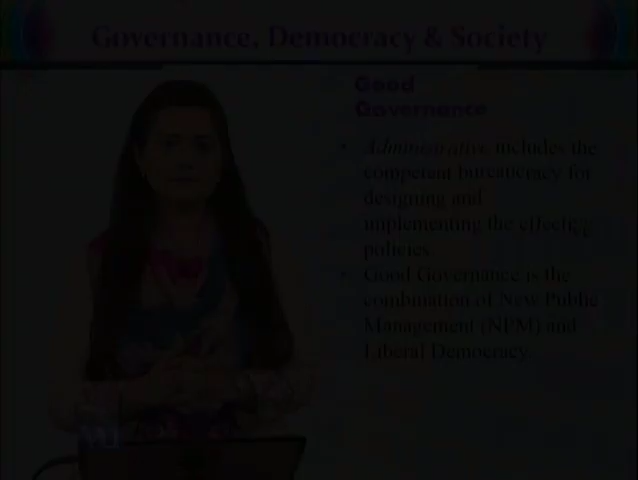 Governance, Democracy & Society
Good
Governance
• Administrative includes the
competent bureaucracy for
designing and
implementing the effective
policies.
• Good Governance is the
combination of New Public
Management (NPM) and
Liberal Democracy